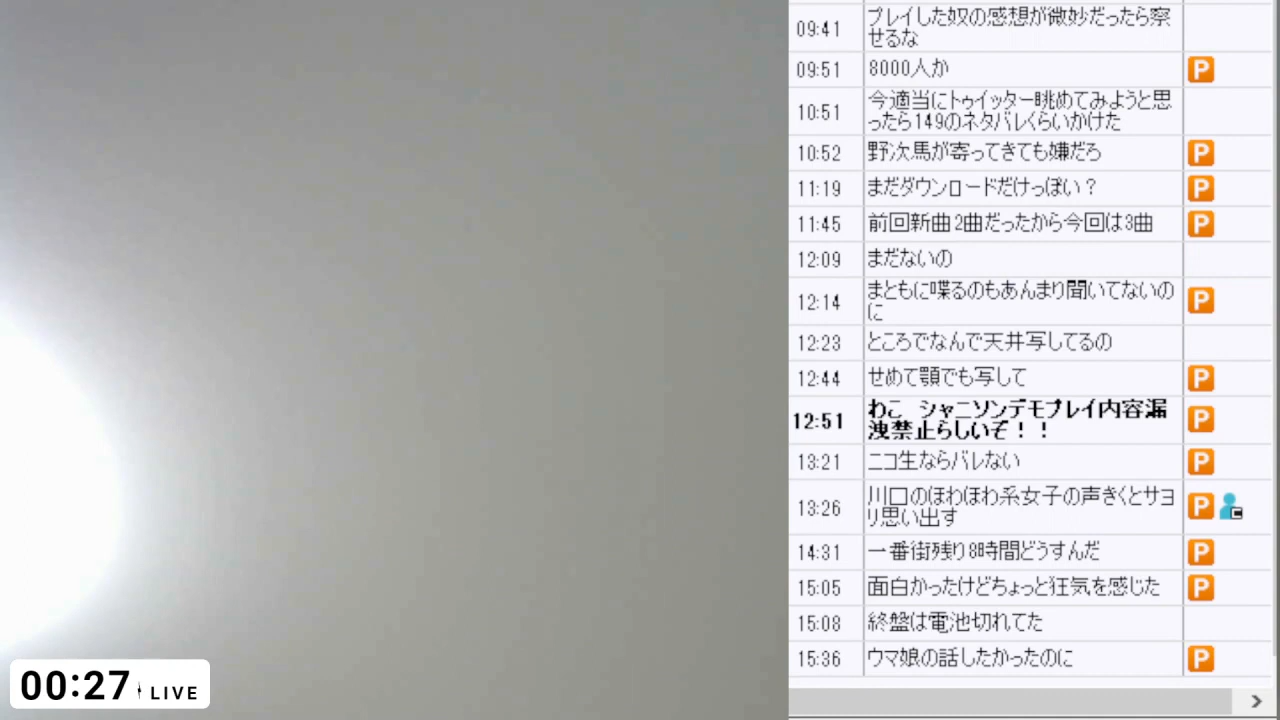 09:41 プレイした奴の感想が微妙だったら察
せるな
09:51 8000人か P
10:51 今適当にトゥイッター眺めてみようと思
ったら149のネタバレくらいかけた
10:52 野次馬が寄ってきても嫌だろ P
11:19 まだダウンロードだけっぽい？ P
11:45 前回新曲2曲だったから今回は3曲 P
12:09 まだないの
12:14 まともに喋るのもあんまり聞いてないの
に P
12:23 ところでなんで天井写してるの
12:44 せめて顎でも写して P
12:51 わこ シャニソンデモプレイ内容漏
洩禁止らしいぞ！！ P
13:21 ニコ生ならバレない P
13:26 川口のほわほわ系女子の声きくとサヨ
リ思い出す P
14:31 一番街残り8時間どうすんだ P
15:05 面白かったけどちょっと狂気を感じた P
15:08 終盤は電池切れてた
15:36 ウマ娘の話したかったのに P
00:27 LIVE